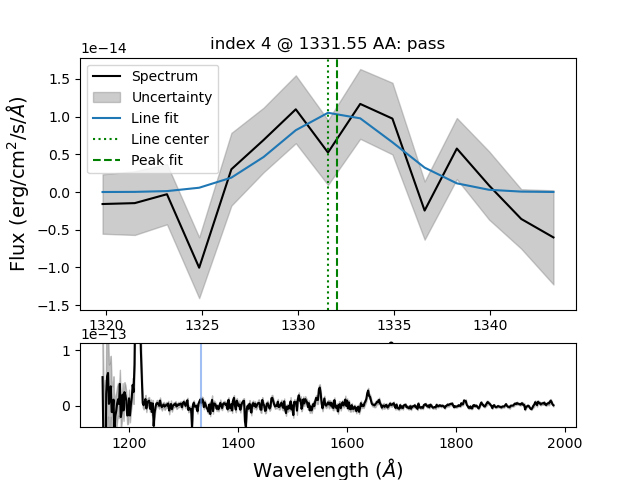 index 4 @ 1331.55 AA: pass
1e−14
Spectrum
Uncertainty
Line fit
Line center
Peak fit
1.5
1.0
0.5
0.0
−0.5
−1.0
−1.5
Flux (erg/cm²/s/Å)
1320 1325 1330 1335 1340
1e−13
1
0
1200 1400 1600 1800 2000
Wavelength (Å)